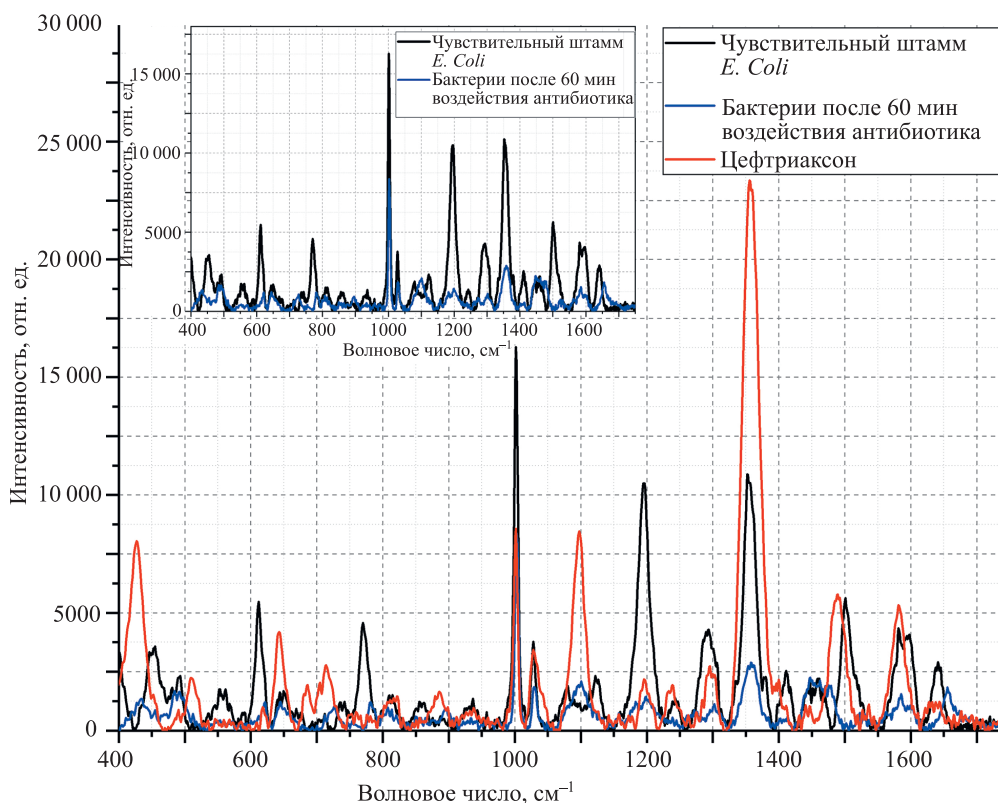 30 000
25 000
20 000
15 000
10 000
5000
0
Интенсивность, отн. ед.
400
600
800
1000
1200
1400
1600
Волновое число, см–1
Чувствительный штамм
E. Coli
Бактерии после 60 мин
воздействия антибиотика
Цефтриаксон
15 000
10 000
5000
0
Интенсивность, отн. ед.
400
600
800
1000
1200
1400
1600
Волновое число, см–1
Чувствительный штамм
E. Coli
Бактерии после 60 мин
воздействия антибиотика